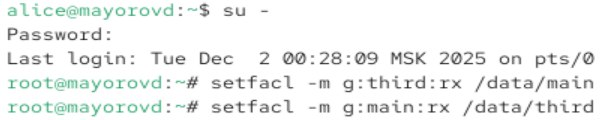 alice@mayorovd:~$ su -
Password:
Last login: Tue Dec  2 00:28:09 MSK 2025 on pts/0
root@mayorovd:~# setfacl -m g:third:rx /data/main
root@mayorovd:~# setfacl -m g:main:rx /data/third